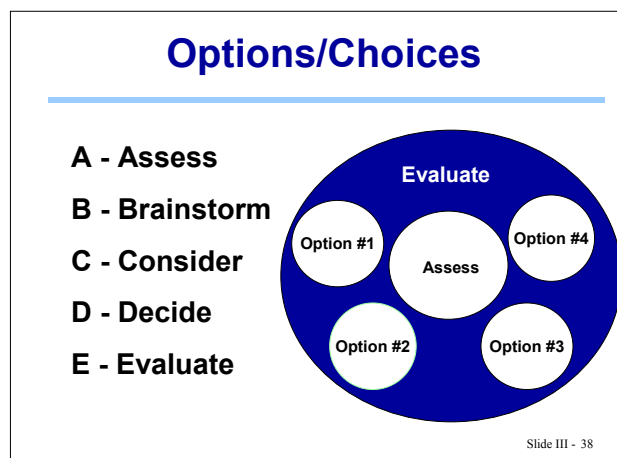 Options/Choices
A - Assess
B - Brainstorm
C - Consider
D - Decide
E - Evaluate
Evaluate
Option #1
Option #4
Assess
Option #2
Option #3
Slide III - 38